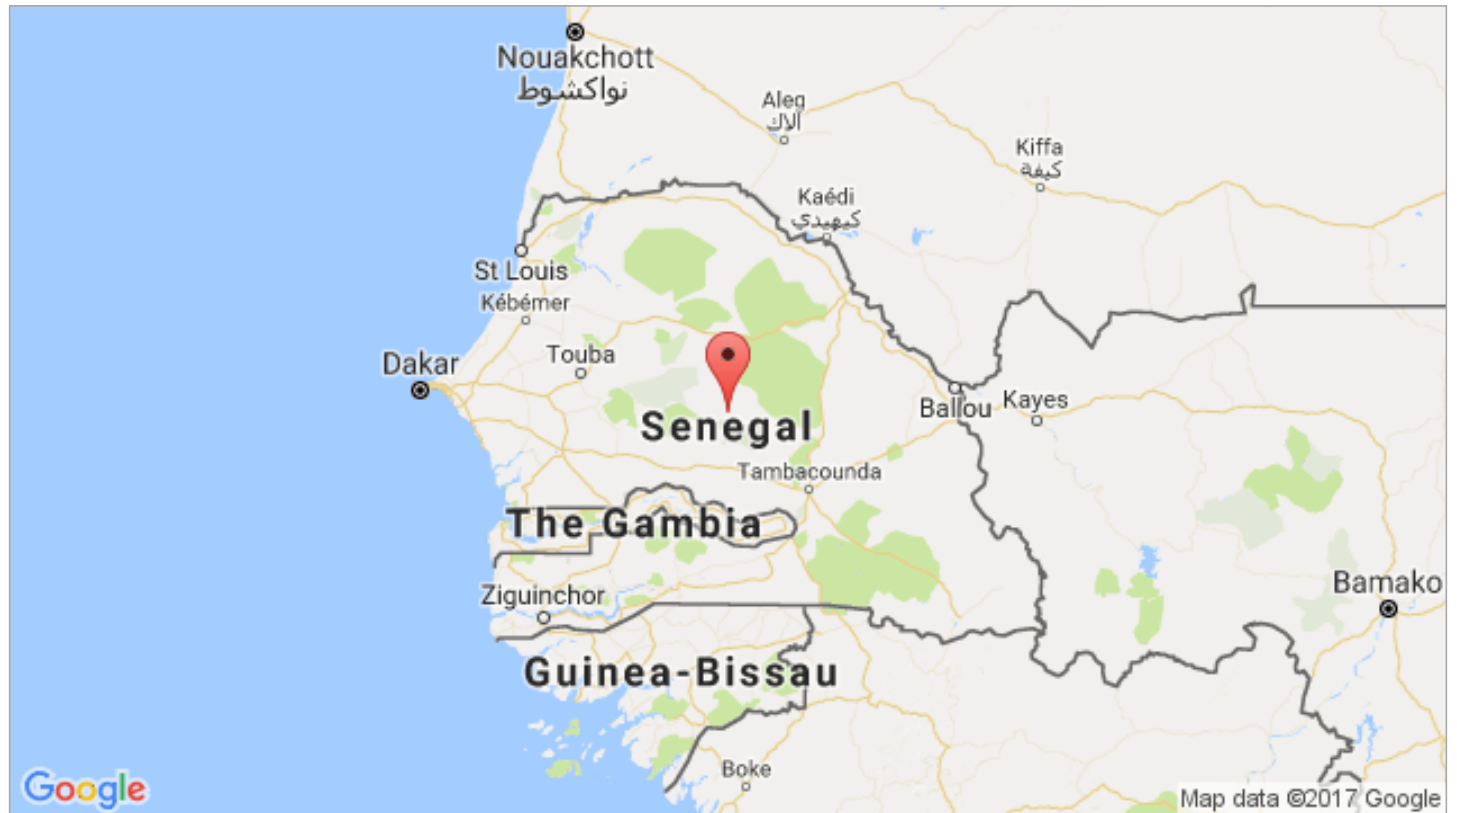 Nouakchott
نواكشوط
Aleg
ألاك
Kiffa
كيفة
Kaédi
كيهيدي
St Louis
Kébémer
Dakar
Touba
Ballou
Kayes
Senegal
Tambacounda
The Gambia
Ziguinchor
Bamako
Guinea-Bissau
Boke
Google
Map data ©2017 Google